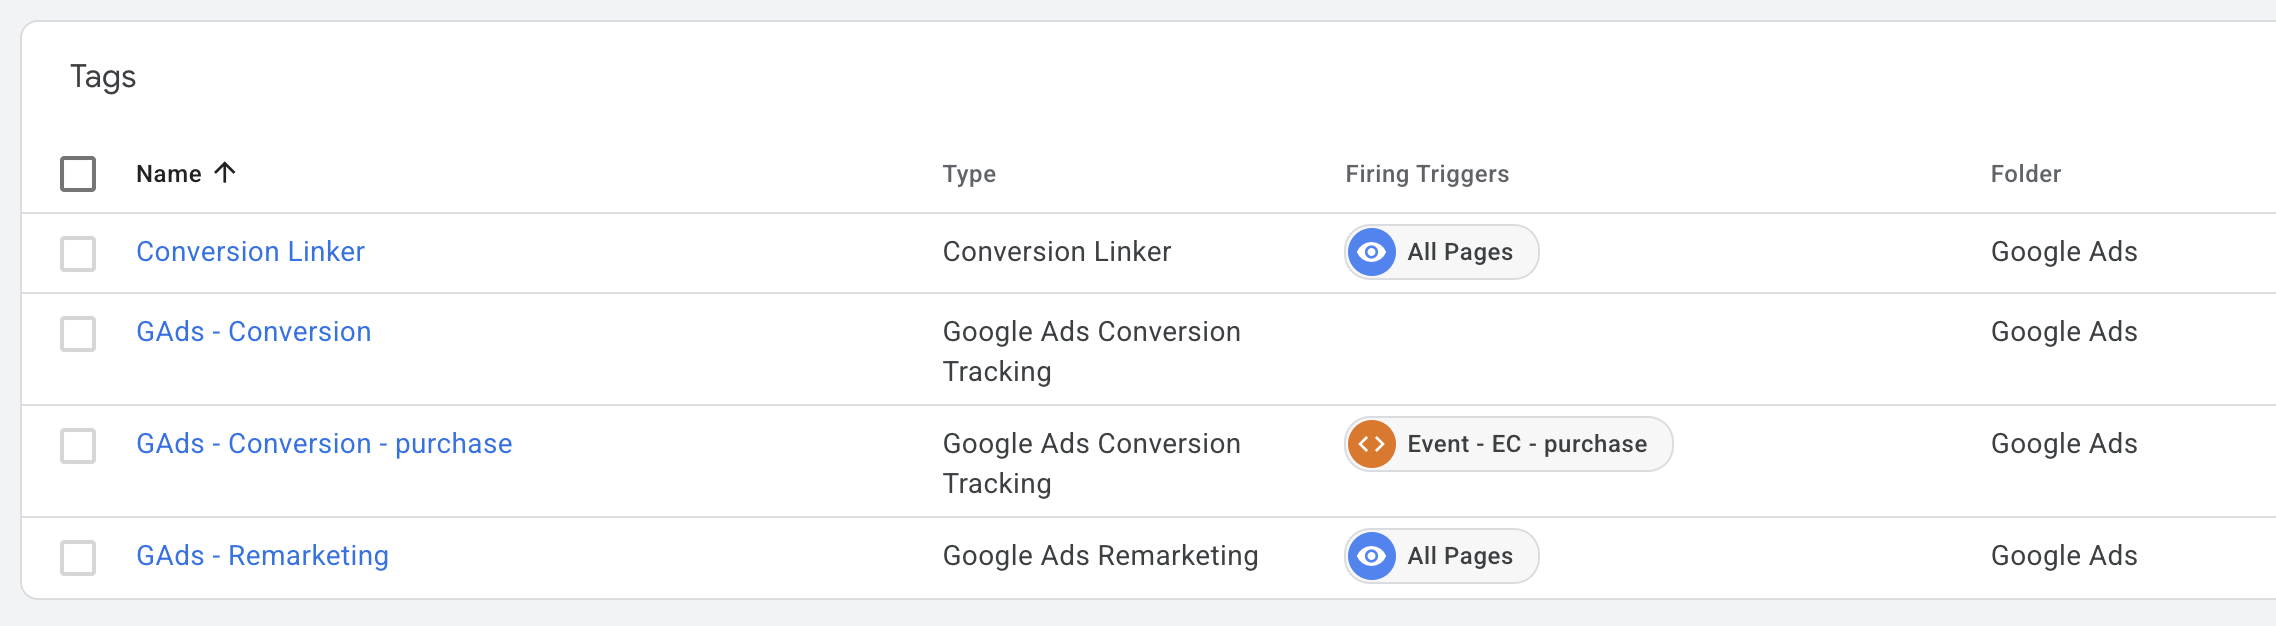 Tags
Name Type Firing Triggers Folder
Conversion Linker Conversion Linker All Pages Google Ads
GAds - Conversion Google Ads Conversion Google Ads
Tracking
GAds - Conversion - purchase Google Ads Conversion Event - EC - purchase Google Ads
Tracking
GAds - Remarketing Google Ads Remarketing All Pages Google Ads